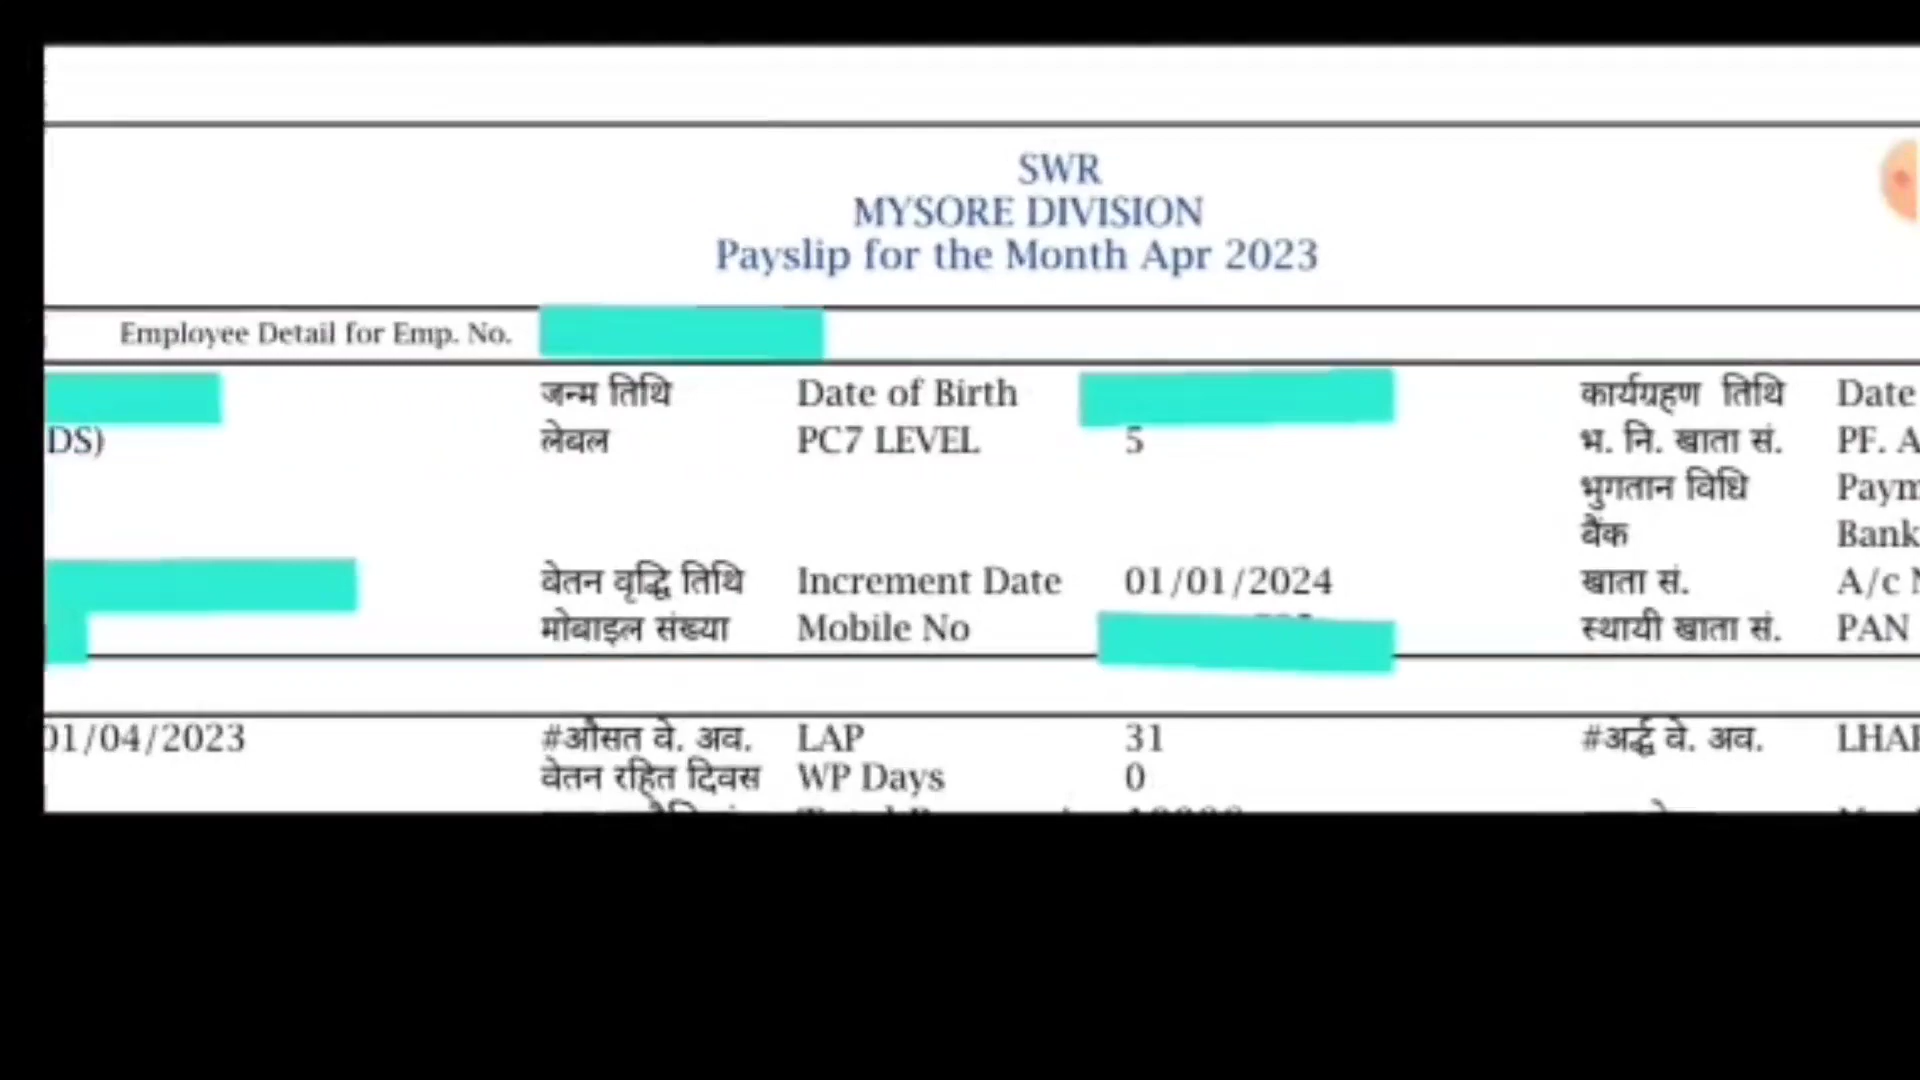 SWR
MYSORE DIVISION
Payslip for the Month Apr 2023
Employee Detail for Emp. No.
जन्म तिथि Date of Birth कार्यग्रहण तिथि Date
DS) लेबल PC7 LEVEL 5 भ. नि. खाता सं. PF. A
भुगतान विधि Paym
बैंक Bank
वेतन वृद्धि तिथि Increment Date 01/01/2024 खाता सं. A/c
मोबाइल संख्या Mobile No स्थायी खाता सं. PAN
01/04/2023 #औसत वे. अव. LAP 31 #अर्द्ध वे. अव. LHAP
वेतन रहित दिवस WP Days 0